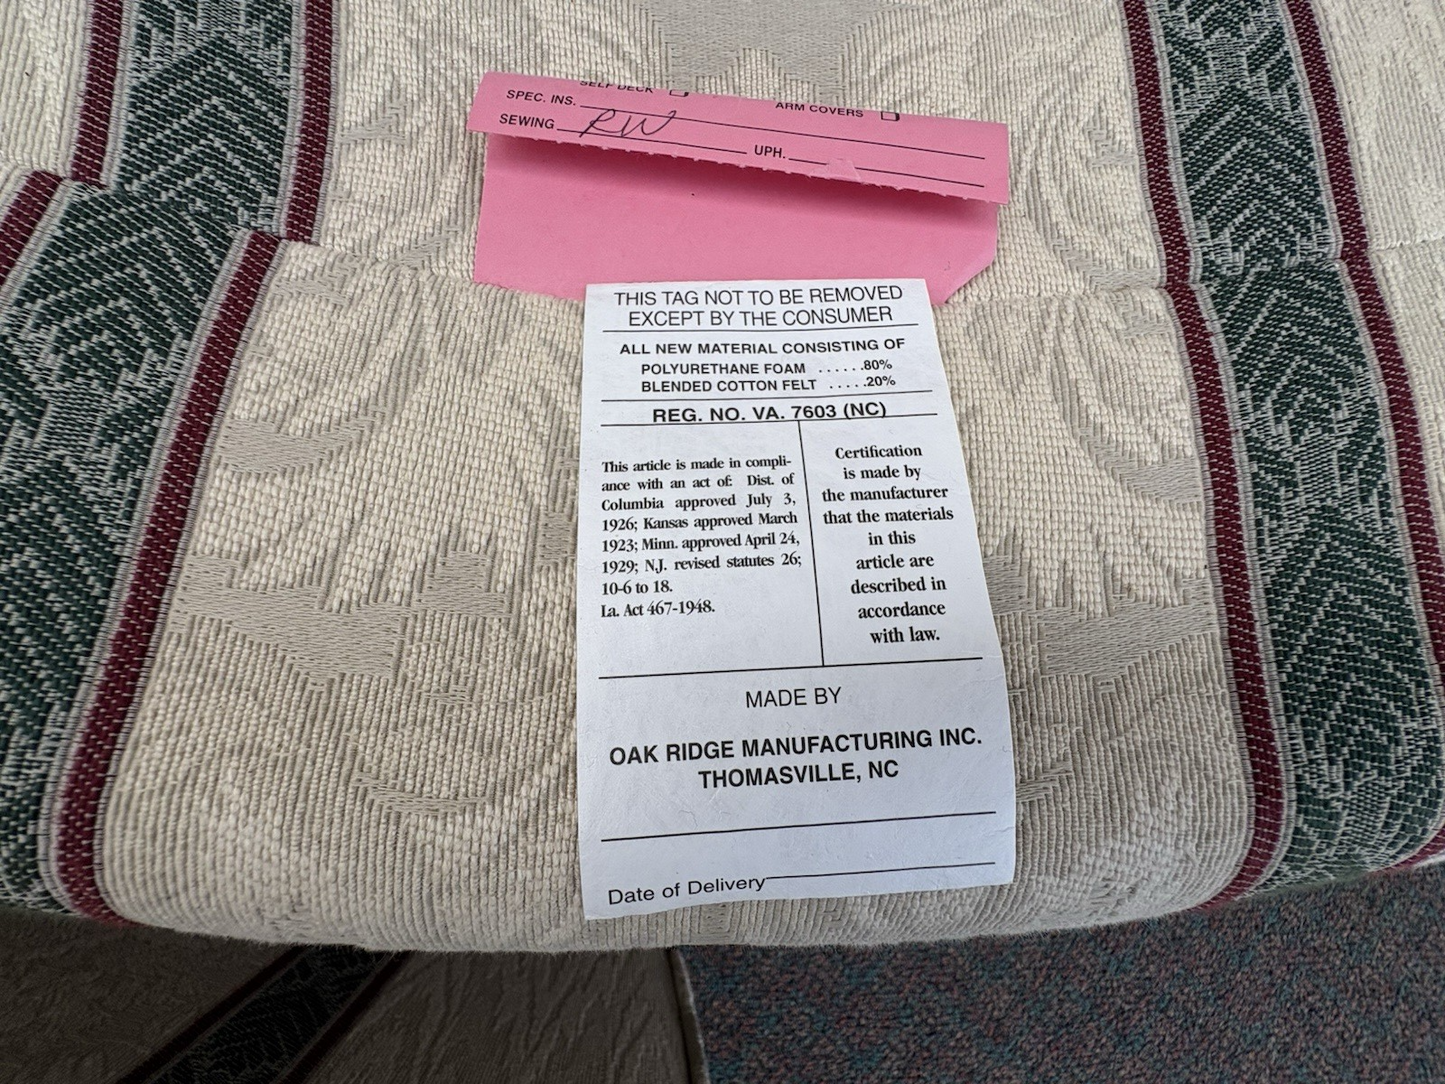 SELF DECK
ARM COVERS
SPEC. INS.
SEWING RW
UPH.
THIS TAG NOT TO BE REMOVED
EXCEPT BY THE CONSUMER
ALL NEW MATERIAL CONSISTING OF
POLYURETHANE FOAM ......80%
BLENDED COTTON FELT .....20%
REG. NO. VA. 7603 (NC)
This article is made in compli-
ance with an act of: Dist. of
Columbia approved July 3,
1926; Kansas approved March
1923; Minn. approved April 24,
1929; N.J. revised statutes 26;
10-6 to 18.
La. Act 467-1948.
Certification
is made by
the manufacturer
that the materials
in this
article are
described in
accordance
with law.
MADE BY
OAK RIDGE MANUFACTURING INC.
THOMASVILLE, NC
Date of Delivery